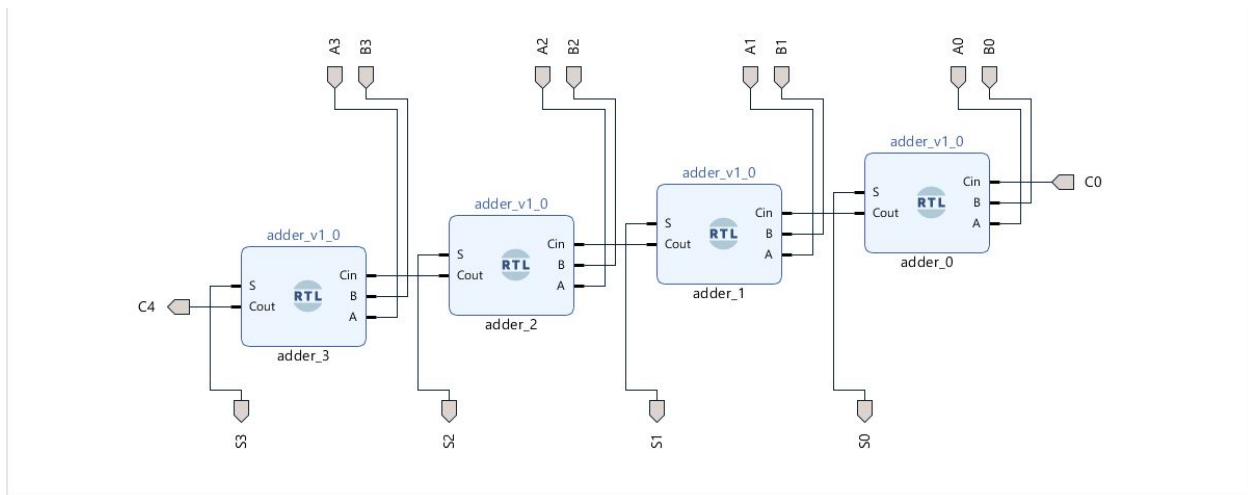 A3
B3
A2
B2
A1
B1
A0
B0
adder_v1_0
S
Cout
RTL
Cin
B
A
adder_0
C0
adder_v1_0
S
Cout
RTL
Cin
B
A
adder_1
adder_v1_0
S
Cout
RTL
Cin
B
A
adder_2
adder_v1_0
S
Cout
RTL
Cin
B
A
adder_3
C4
S3
S2
S1
S0